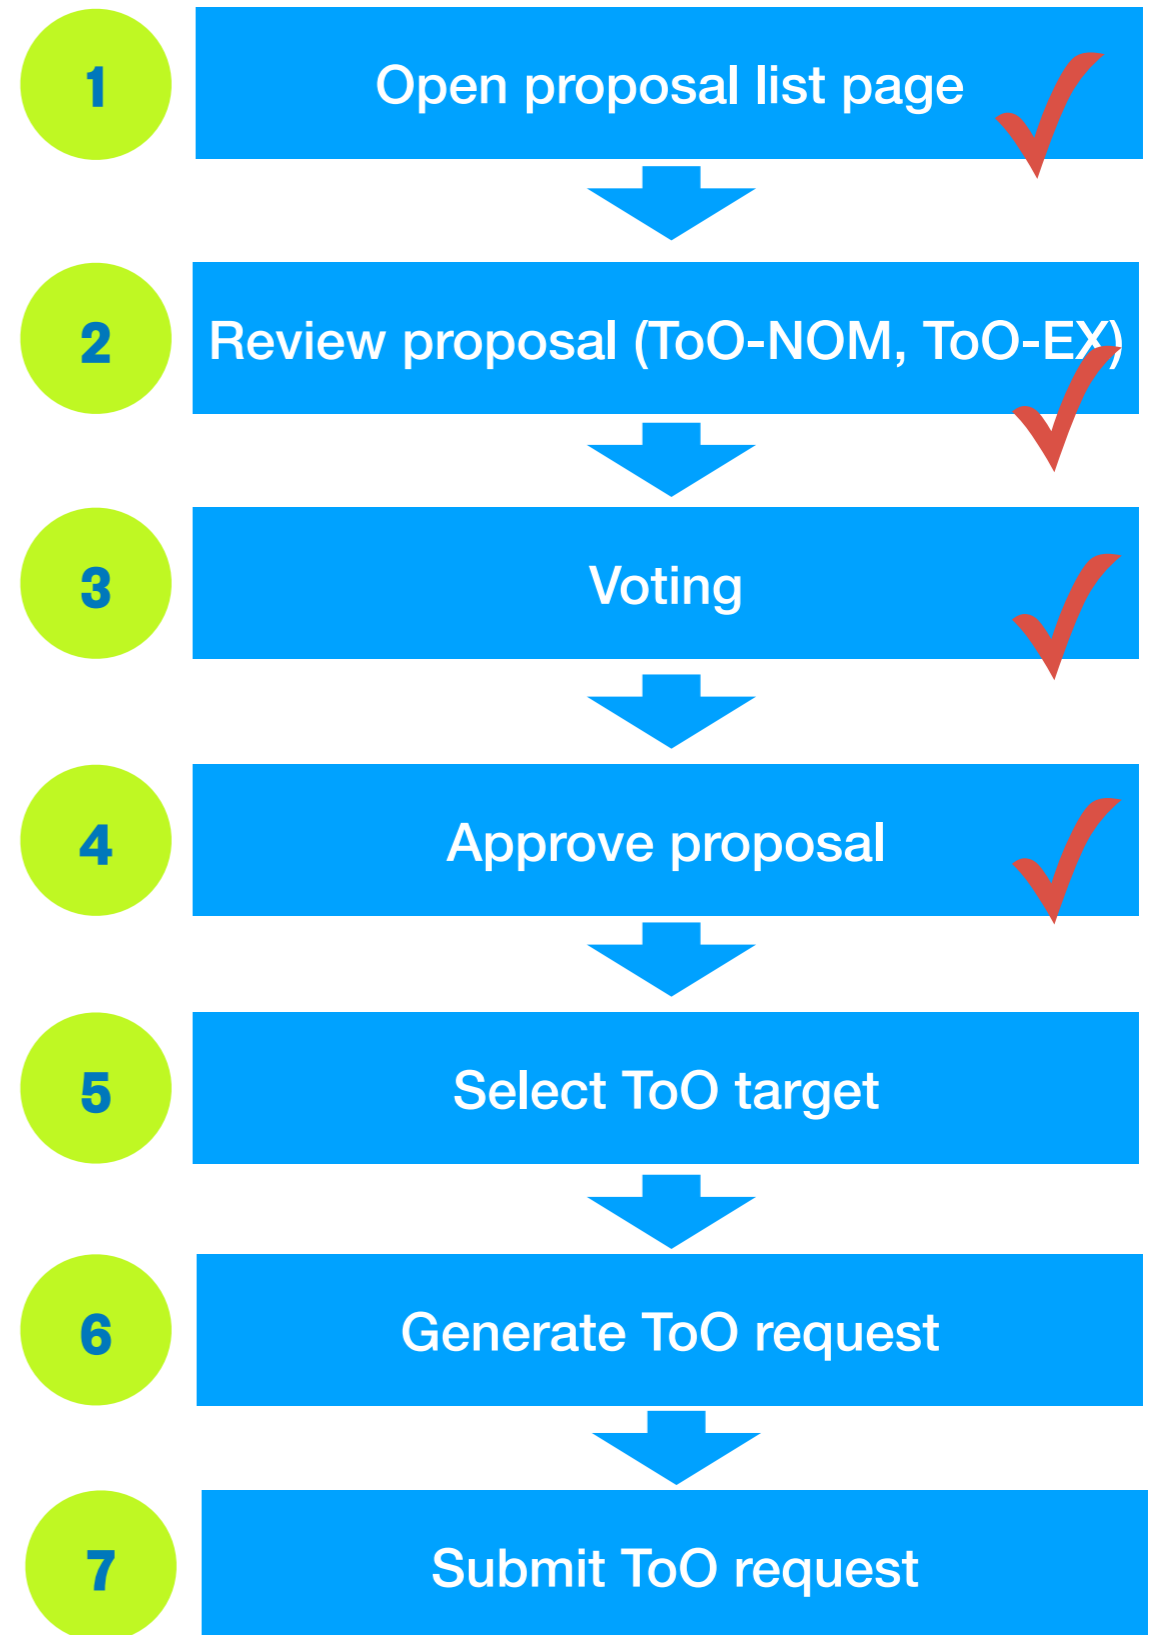 1
Open proposal list page
2
Review proposal (ToO-NOM, ToO-EX)
3
Voting
4
Approve proposal
5
Select ToO target
6
Generate ToO request
7
Submit ToO request